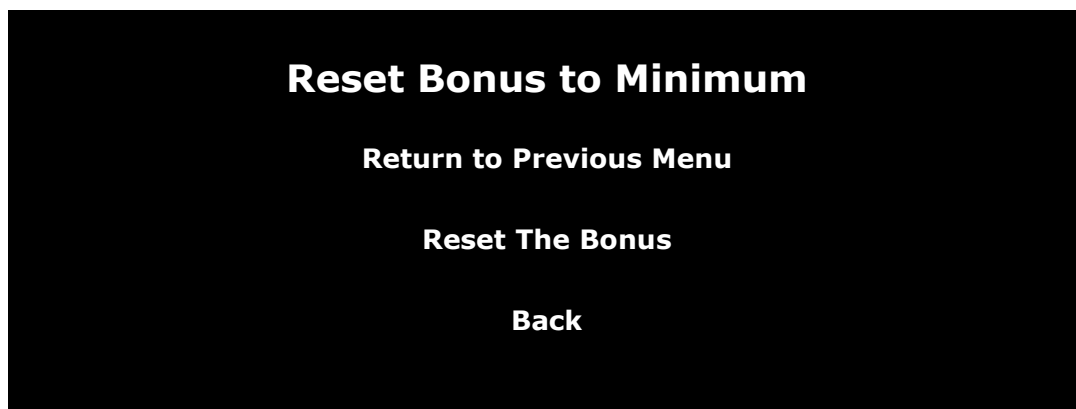 Reset Bonus to Minimum
Return to Previous Menu
Reset The Bonus
Back